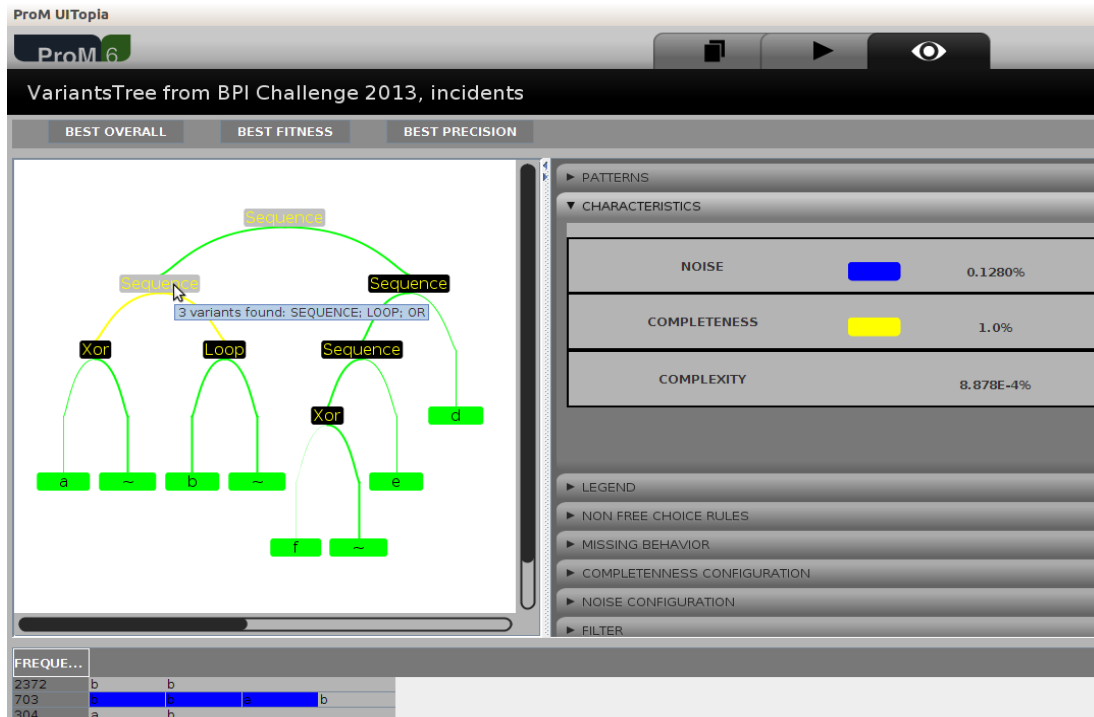 ProM UITopia
ProM 6
VariantsTree from BPI Challenge 2013, incidents
BEST OVERALL BEST FITNESS BEST PRECISION
Sequence
Sequence Sequence
3 variants found: SEQUENCE; LOOP; OR
Xor Loop Sequence
Xor d
a ~ b ~ e
f ~
PATTERNS
CHARACTERISTICS
NOISE 0.1280%
COMPLETENESS 1.0%
COMPLEXITY 8.878E-4%
LEGEND
NON FREE CHOICE RULES
MISSING BEHAVIOR
COMPLETENNESS CONFIGURATION
NOISE CONFIGURATION
FILTER
FREQUE...
2372 b b
703 b b a b
304 a b